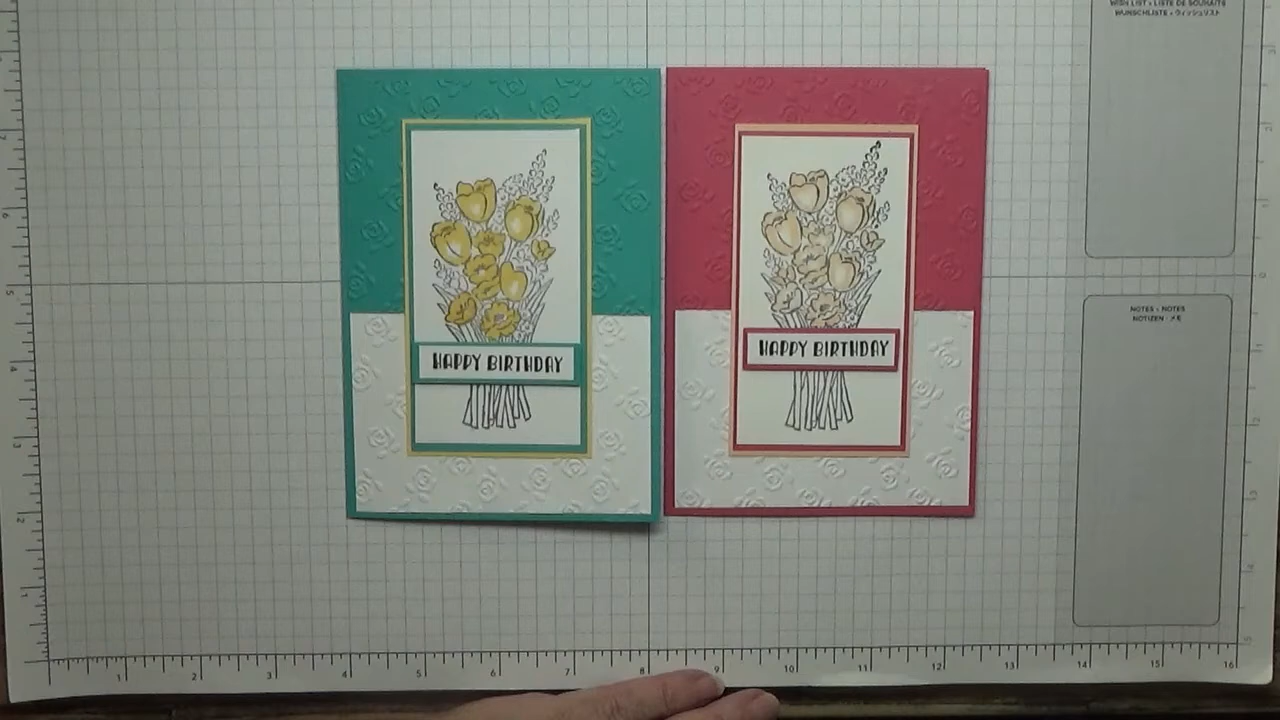 WISH LIST • LISTE DE SOUHAITS
WUNSCHLISTE • ウィッシュリスト
HAPPY BIRTHDAY
HAPPY BIRTHDAY
NOTES • NOTES
NOTIZEN • メモ
1 2 3 4 5 6 7 8 9 10 11 12 13 14 15 16